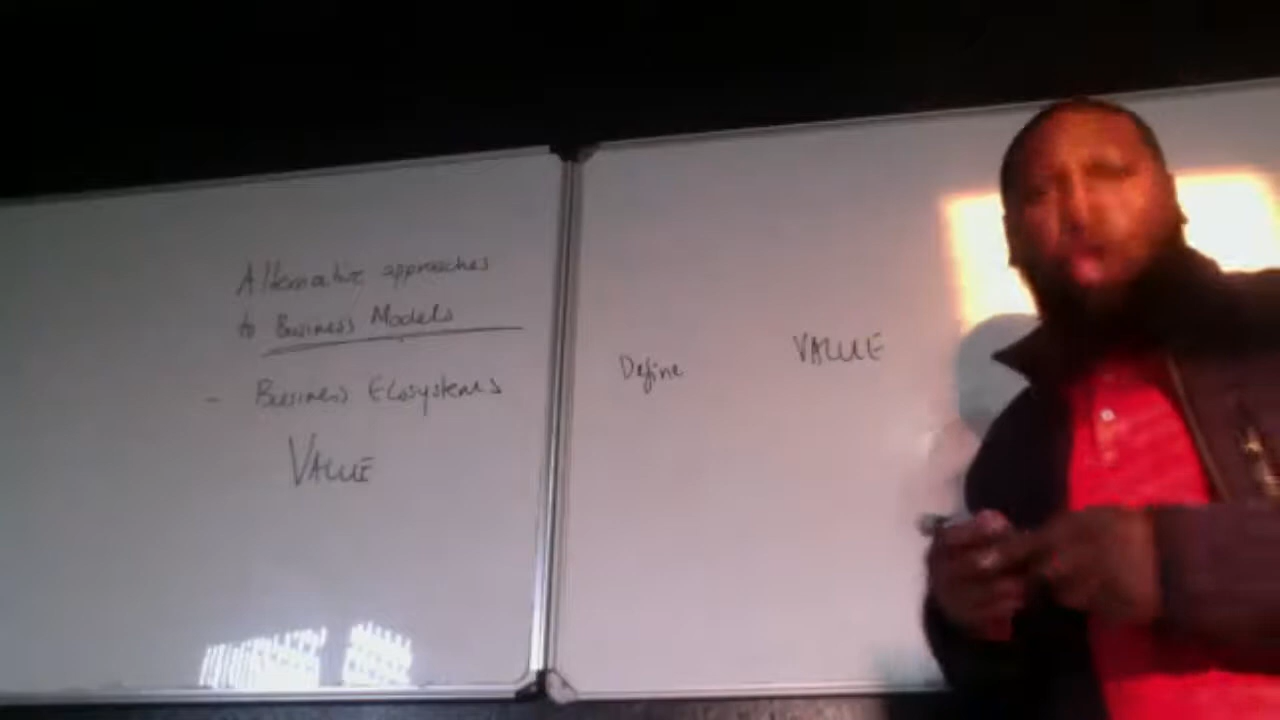 Alternative approaches
to Business Models
- Business Ecosystems
VALUE
Define VALUE